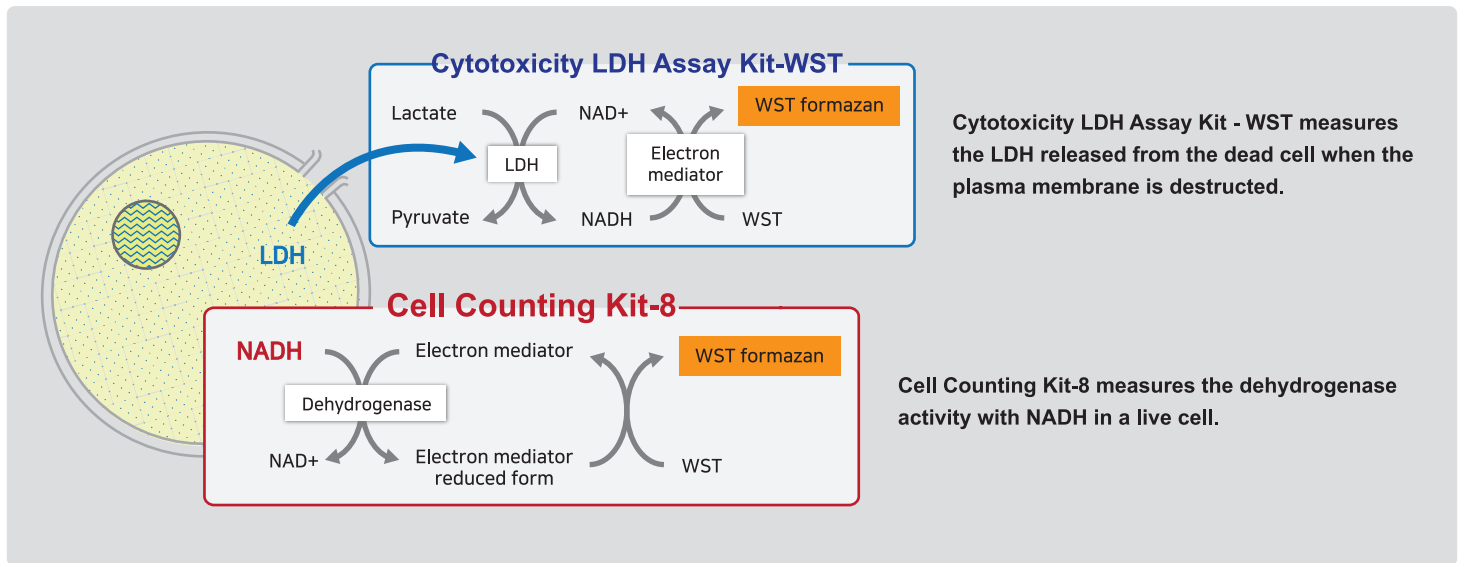 Cytotoxicity LDH Assay Kit-WST
Lactate
NAD+
WST formazan
LDH
Electron
mediator
Pyruvate
NADH
WST
LDH
Cytotoxicity LDH Assay Kit - WST measures
the LDH released from the dead cell when the
plasma membrane is destructed.
Cell Counting Kit-8
NADH
Electron mediator
WST formazan
Dehydrogenase
NAD+
Electron mediator
reduced form
WST
Cell Counting Kit-8 measures the dehydrogenase
activity with NADH in a live cell.